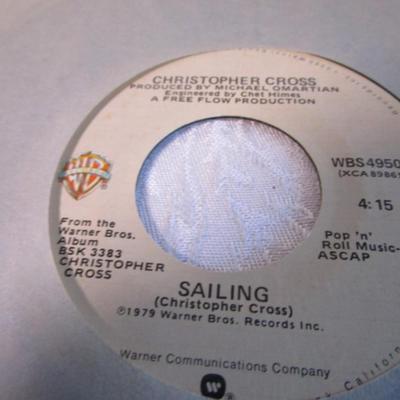 CHRISTOPHER CROSS
PRODUCED BY MICHAEL OMARTIAN
Engineered by Chet Himes
A FREE FLOW PRODUCTION
WBS4950
(XCA8986
4:15
Pop 'n'
Roll Music-
ASCAP
From the
Warner Bros.
Album
BSK 3383
CHRISTOPHER
CROSS
SAILING
(Christopher Cross)
℗1979 Warner Bros. Records Inc.
Warner Communications Company
California